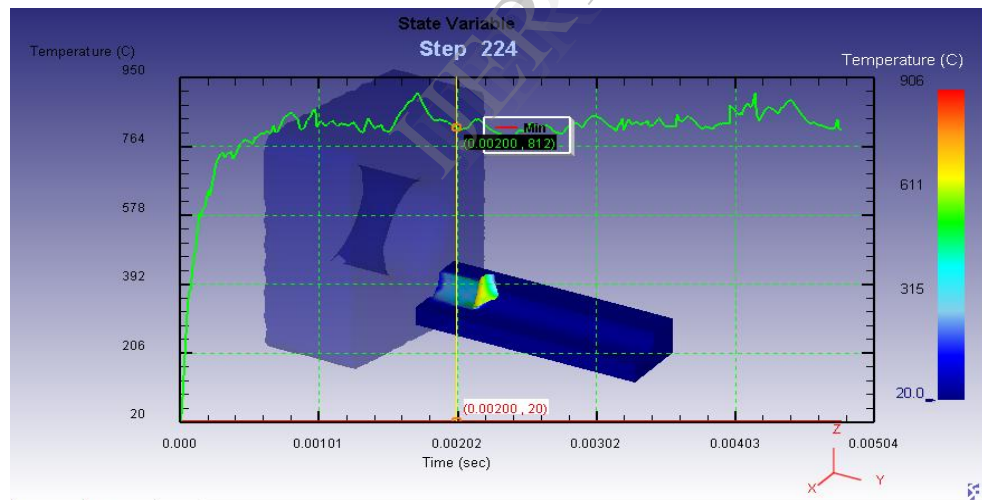 State Variable
Step 224
Temperature (C)
Temperature (C)
950
906
764
Min
(0.00200 , 812)
611
578
392
315
206
20.0
20
(0.00200 , 20)
0.000
0.00101
0.00202
0.00302
0.00403
0.00504
Time (sec)
Z
Y
X